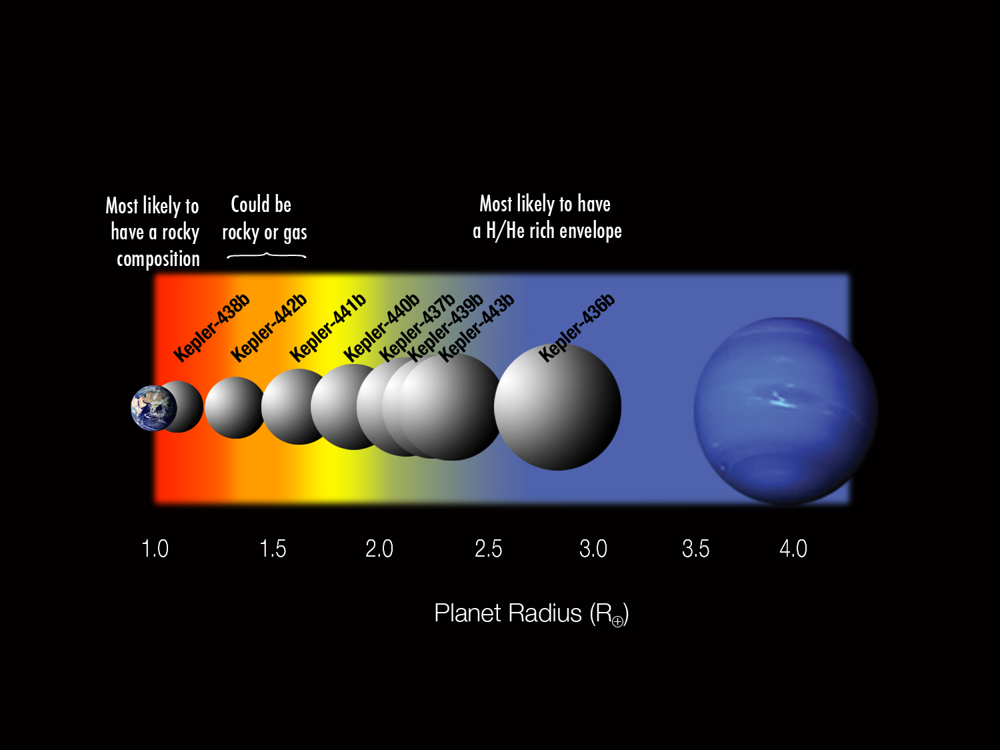 Most likely to
have a rocky
composition
Could be
rocky or gas
Most likely to have
a H/He rich envelope
Kepler-438b
Kepler-442b
Kepler-441b
Kepler-440b
Kepler-437b
Kepler-439b
Kepler-443b
Kepler-436b
1.0 1.5 2.0 2.5 3.0 3.5 4.0
Planet Radius (R⊕)